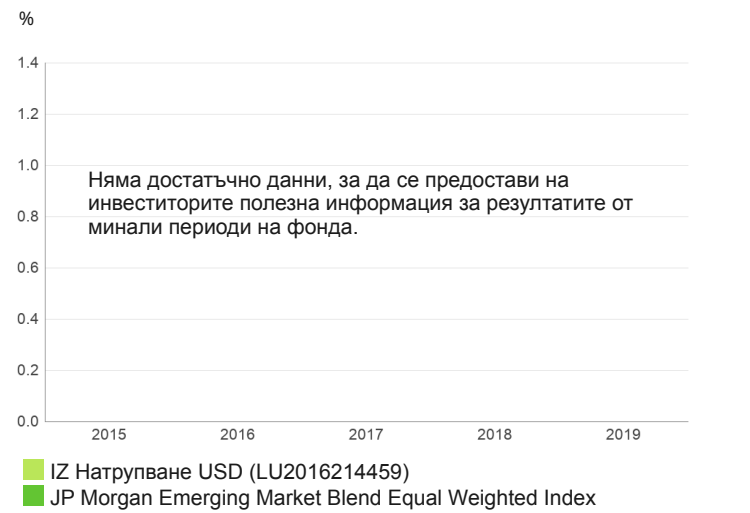 %
1.4
1.2
1.0
Няма достатъчно данни, за да се предостави на
инвеститорите полезна информация за резултатите от
0.8
минали периоди на фонда.
0.6
0.4
0.2
0.0
2015 2016 2017 2018 2019
IZ Натрупване USD (LU2016214459)
JP Morgan Emerging Market Blend Equal Weighted Index